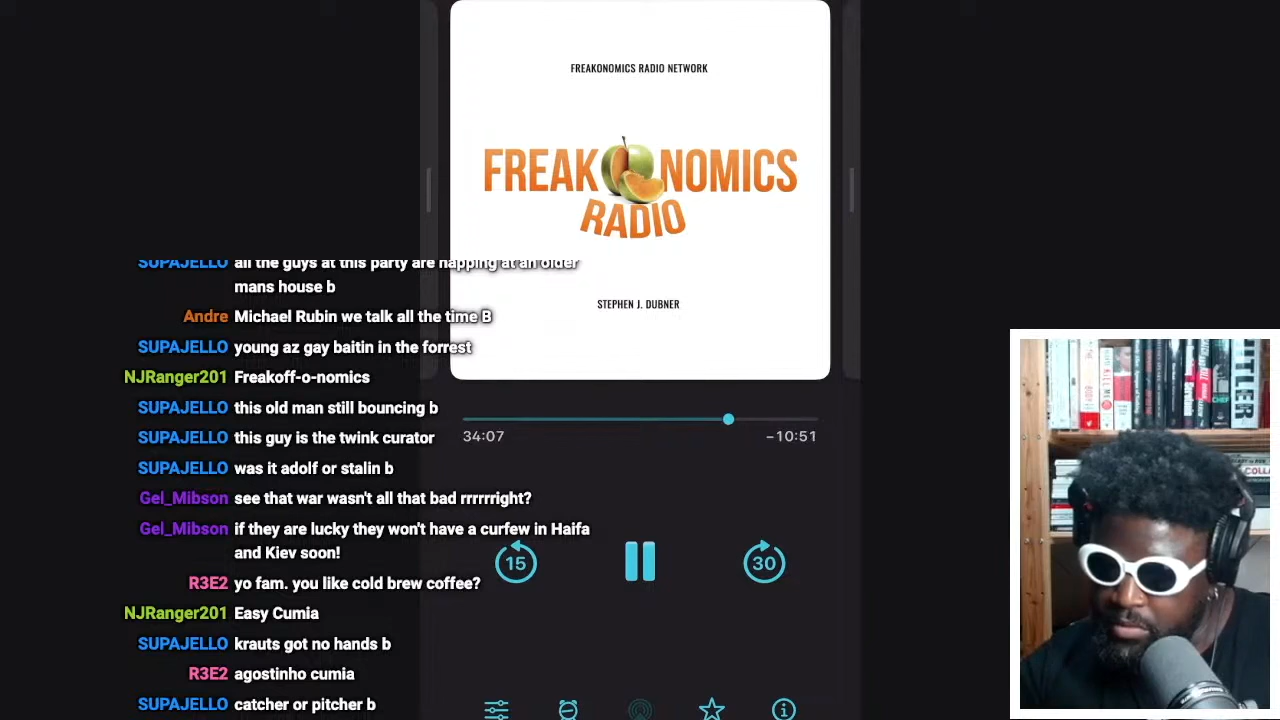 FREAKONOMICS RADIO NETWORK
FREAKONOMICS
RADIO
STEPHEN J. DUBNER
SUPAJELLO all the guys at this party are napping at an older
mans house b
Andre Michael Rubin we talk all the time B
SUPAJELLO young az gay baitin in the forrest
NJRanger201 Freakoff-o-nomics
SUPAJELLO this old man still bouncing b
SUPAJELLO this guy is the twink curator
SUPAJELLO was it adolf or stalin b
Gel_Mibson see that war wasn't all that bad rrrrrright?
Gel_Mibson if they are lucky they won't have a curfew in Haifa
and Kiev soon!
R3E2 yo fam. you like cold brew coffee?
NJRanger201 Easy Cumia
SUPAJELLO krauts got no hands b
R3E2 agostinho cumia
SUPAJELLO catcher or pitcher b
34:07
-10:51
15
30